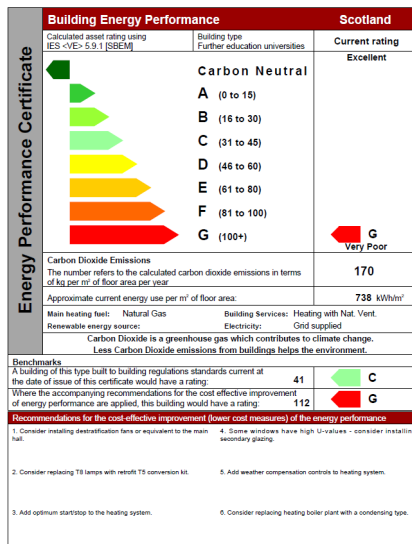 Energy Performance Certificate
Building Energy Performance
Scotland
Calculated asset rating using
IES <VE> 5.9.1 [SBEM]
Building type
Further education universities
Current rating
Excellent
Carbon Neutral
A (0 to 15)
B (16 to 30)
C (31 to 45)
D (46 to 60)
E (61 to 80)
F (81 to 100)
G (100+)
G
Very Poor
Carbon Dioxide Emissions
The number refers to the calculated carbon dioxide emissions in terms
of kg per m² of floor area per year
170
Approximate current energy use per m² of floor area:
738 kWh/m²
Main heating fuel: Natural Gas
Building Services: Heating with Nat. Vent.
Renewable energy source:
Electricity: Grid supplied
Carbon Dioxide is a greenhouse gas which contributes to climate change.
Less Carbon Dioxide emissions from buildings helps the environment.
Benchmarks
A building of this type built to building regulations standards current at
the date of issue of this certificate would have a rating: 41
C
Where the accompanying recommendations for the cost-effective improvement
of energy performance are applied, this building would have a rating: 112
G
Recommendations for the cost-effective improvement (lower cost measures) of the energy performance
1. Consider installing destratification fans or equivalent to the main
hall.
4. Some windows have high U-values - consider installin
secondary glazing.
2. Consider replacing T8 lamps with retrofit T5 conversion kit.
5. Add weather compensation controls to heating system.
3. Add optimum start/stop to the heating system.
6. Consider replacing heating boiler plant with a condensing type.